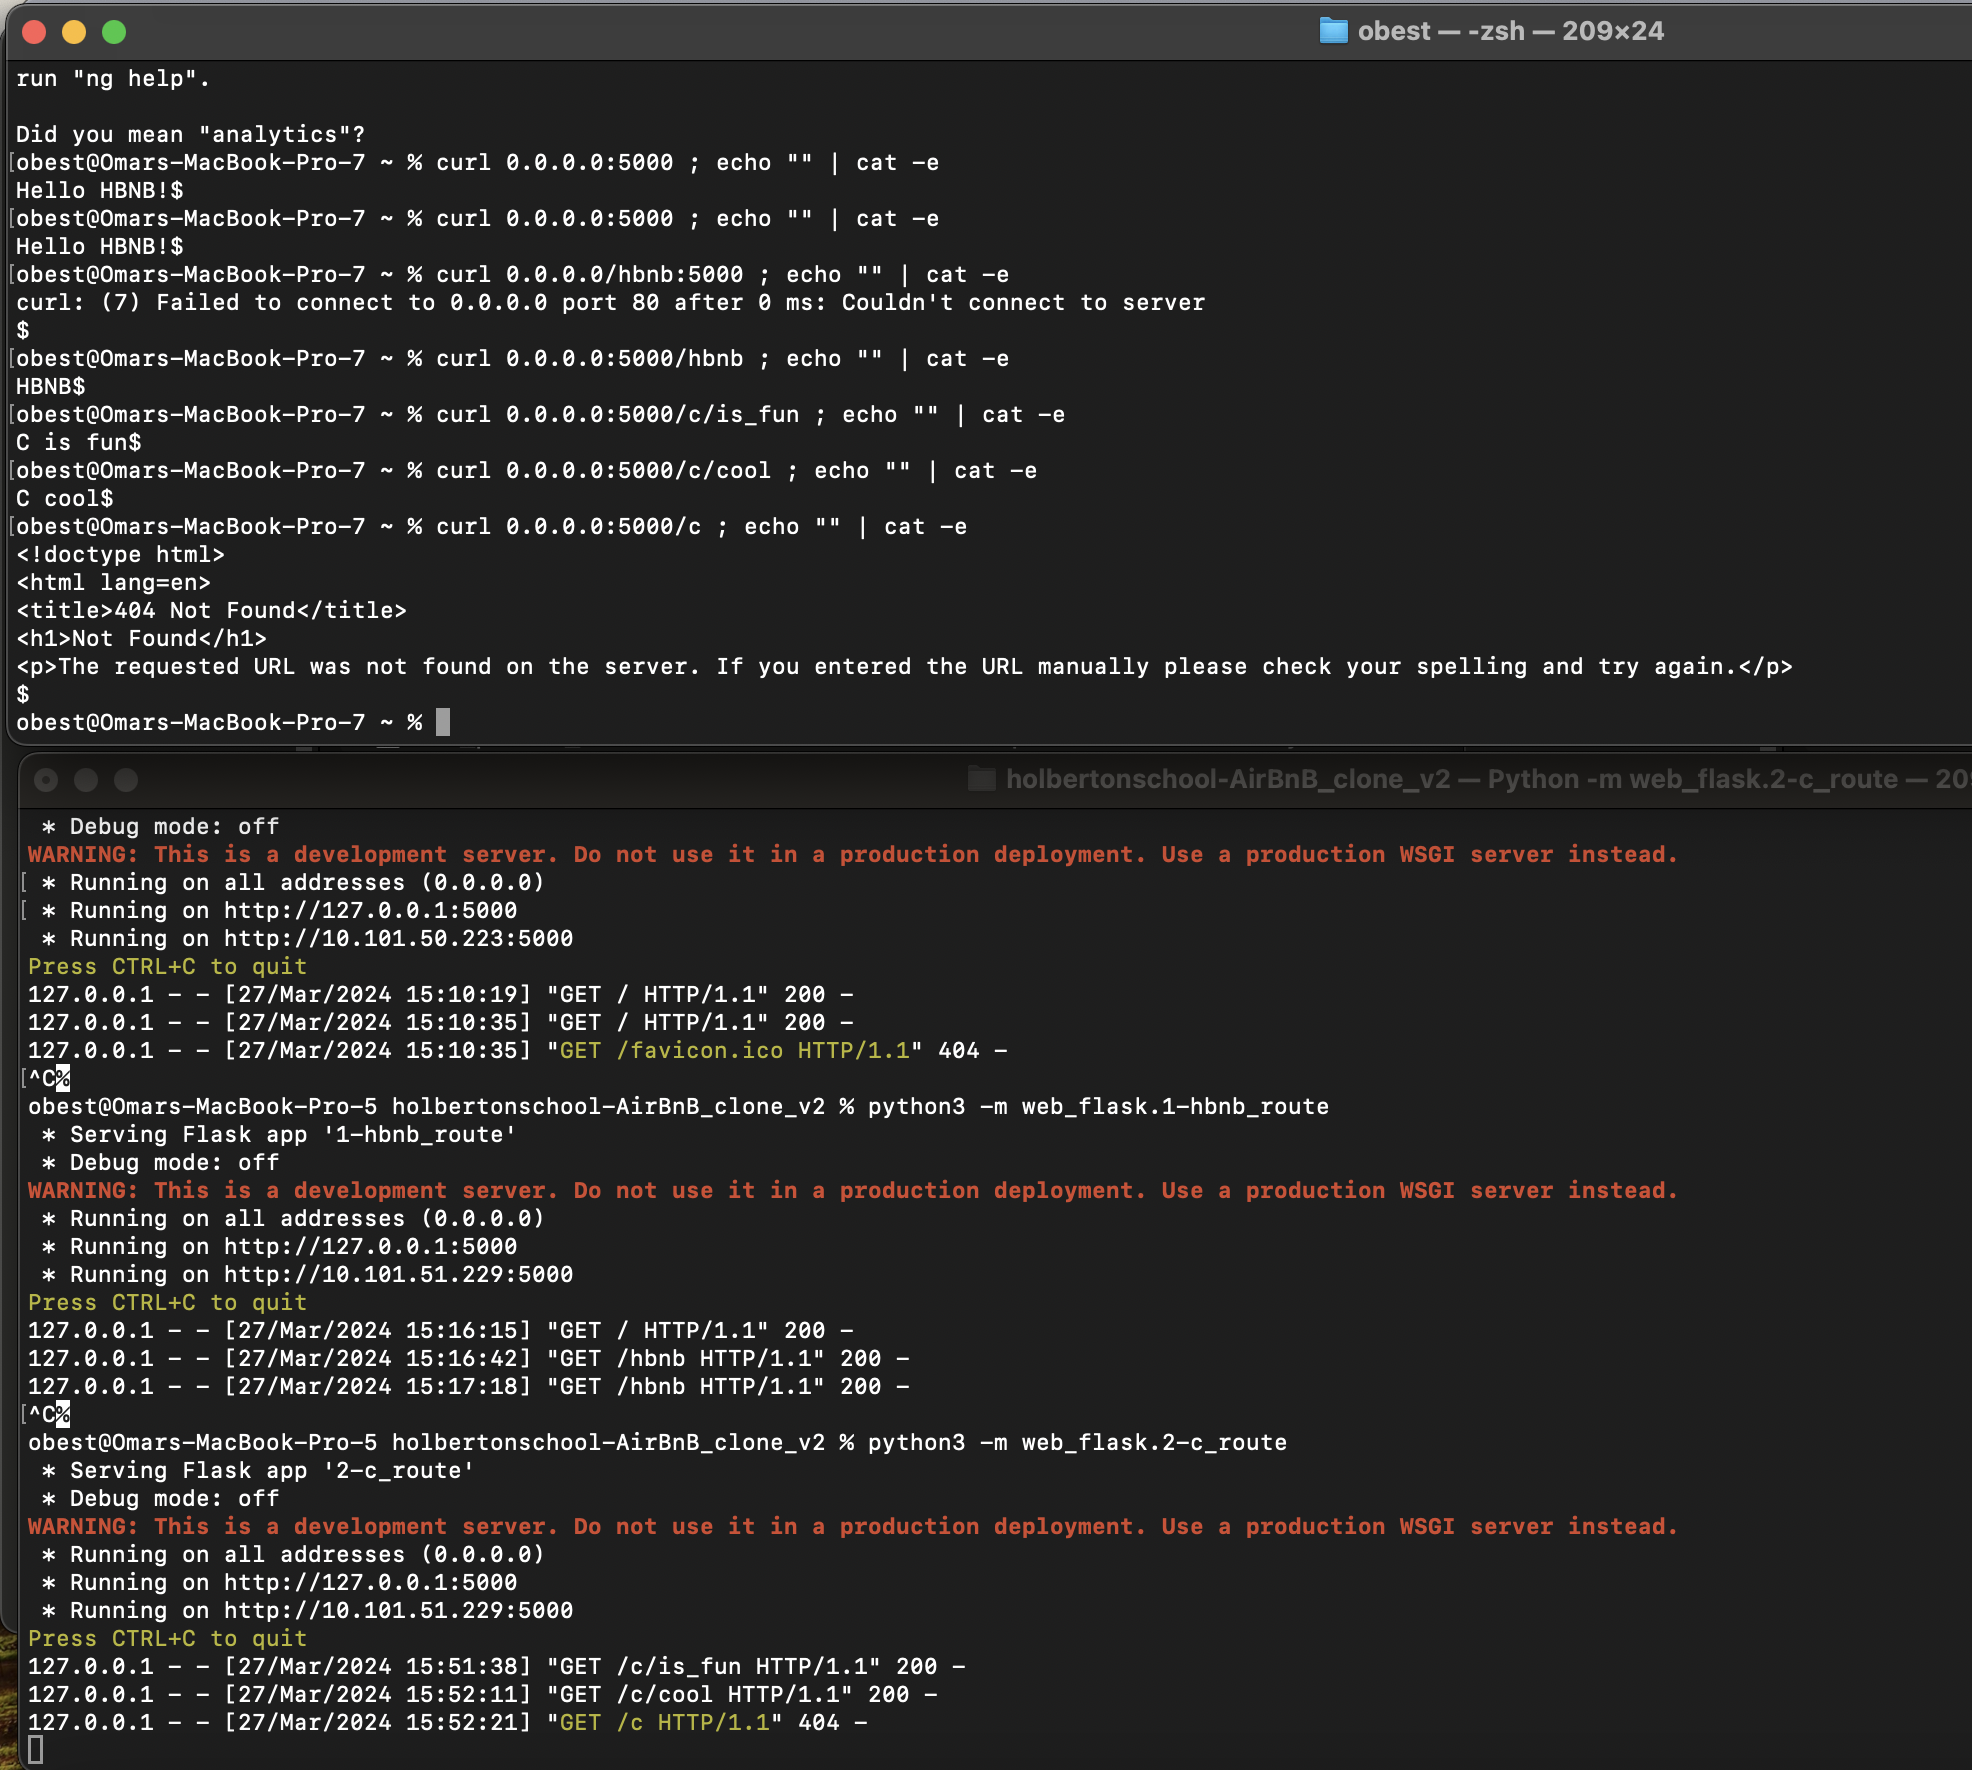 obest — -zsh — 209×24
run "ng help".
Did you mean "analytics"?
[obest@Omars-MacBook-Pro-7 ~ % curl 0.0.0.0:5000 ; echo "" | cat -e
Hello HBNB!$
[obest@Omars-MacBook-Pro-7 ~ % curl 0.0.0.0:5000 ; echo "" | cat -e
Hello HBNB!$
[obest@Omars-MacBook-Pro-7 ~ % curl 0.0.0.0/hbnb:5000 ; echo "" | cat -e
curl: (7) Failed to connect to 0.0.0.0 port 80 after 0 ms: Couldn't connect to server
$
[obest@Omars-MacBook-Pro-7 ~ % curl 0.0.0.0:5000/hbnb ; echo "" | cat -e
HBNB$
[obest@Omars-MacBook-Pro-7 ~ % curl 0.0.0.0:5000/c/is_fun ; echo "" | cat -e
C is fun$
[obest@Omars-MacBook-Pro-7 ~ % curl 0.0.0.0:5000/c/cool ; echo "" | cat -e
C cool$
[obest@Omars-MacBook-Pro-7 ~ % curl 0.0.0.0:5000/c ; echo "" | cat -e
<!doctype html>
<html lang=en>
<title>404 Not Found</title>
<h1>Not Found</h1>
<p>The requested URL was not found on the server. If you entered the URL manually please check your spelling and try again.</p>
$
obest@Omars-MacBook-Pro-7 ~ %
holbertonschool-AirBnB_clone_v2 — Python -m web_flask.2-c_route —
* Debug mode: off
WARNING: This is a development server. Do not use it in a production deployment. Use a production WSGI server instead.
[ * Running on all addresses (0.0.0.0)
[ * Running on http://127.0.0.1:5000
* Running on http://10.101.50.223:5000
Press CTRL+C to quit
127.0.0.1 - - [27/Mar/2024 15:10:19] "GET / HTTP/1.1" 200 -
127.0.0.1 - - [27/Mar/2024 15:10:35] "GET / HTTP/1.1" 200 -
127.0.0.1 - - [27/Mar/2024 15:10:35] "GET /favicon.ico HTTP/1.1" 404 -
[^C%
obest@Omars-MacBook-Pro-5 holbertonschool-AirBnB_clone_v2 % python3 -m web_flask.1-hbnb_route
* Serving Flask app '1-hbnb_route'
* Debug mode: off
WARNING: This is a development server. Do not use it in a production deployment. Use a production WSGI server instead.
* Running on all addresses (0.0.0.0)
* Running on http://127.0.0.1:5000
* Running on http://10.101.51.229:5000
Press CTRL+C to quit
127.0.0.1 - - [27/Mar/2024 15:16:15] "GET / HTTP/1.1" 200 -
127.0.0.1 - - [27/Mar/2024 15:16:42] "GET /hbnb HTTP/1.1" 200 -
127.0.0.1 - - [27/Mar/2024 15:17:18] "GET /hbnb HTTP/1.1" 200 -
[^C%
obest@Omars-MacBook-Pro-5 holbertonschool-AirBnB_clone_v2 % python3 -m web_flask.2-c_route
* Serving Flask app '2-c_route'
* Debug mode: off
WARNING: This is a development server. Do not use it in a production deployment. Use a production WSGI server instead.
* Running on all addresses (0.0.0.0)
* Running on http://127.0.0.1:5000
* Running on http://10.101.51.229:5000
Press CTRL+C to quit
127.0.0.1 - - [27/Mar/2024 15:51:38] "GET /c/is_fun HTTP/1.1" 200 -
127.0.0.1 - - [27/Mar/2024 15:52:11] "GET /c/cool HTTP/1.1" 200 -
127.0.0.1 - - [27/Mar/2024 15:52:21] "GET /c HTTP/1.1" 404 -